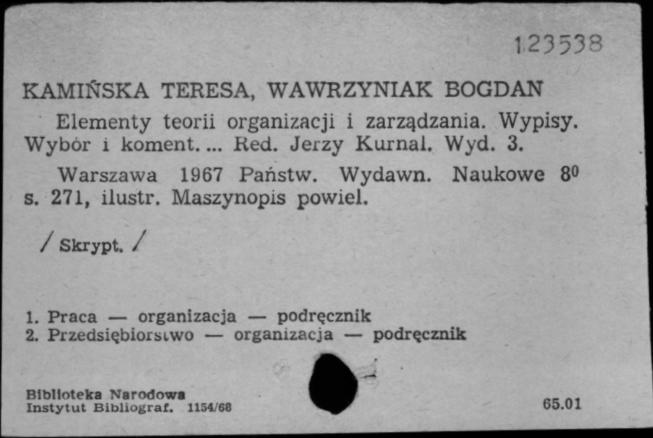 123538
KAMIŃSKA TERESA, WAWRZYNIAK BOGDAN
Elementy teorii organizacji i zarządzania. Wypisy.
Wybór i koment. ... Red. Jerzy Kurnal. Wyd. 3.
Warszawa 1967 Państw. Wydawn. Naukowe 8⁰
s. 271, ilustr. Maszynopis powiel.
/ Skrypt. /
1. Praca — organizacja — podręcznik
2. Przedsiębiorstwo — organizacja — podręcznik
Biblioteka Narodowa
Instytut Bibliograf. 1154/68 65.01